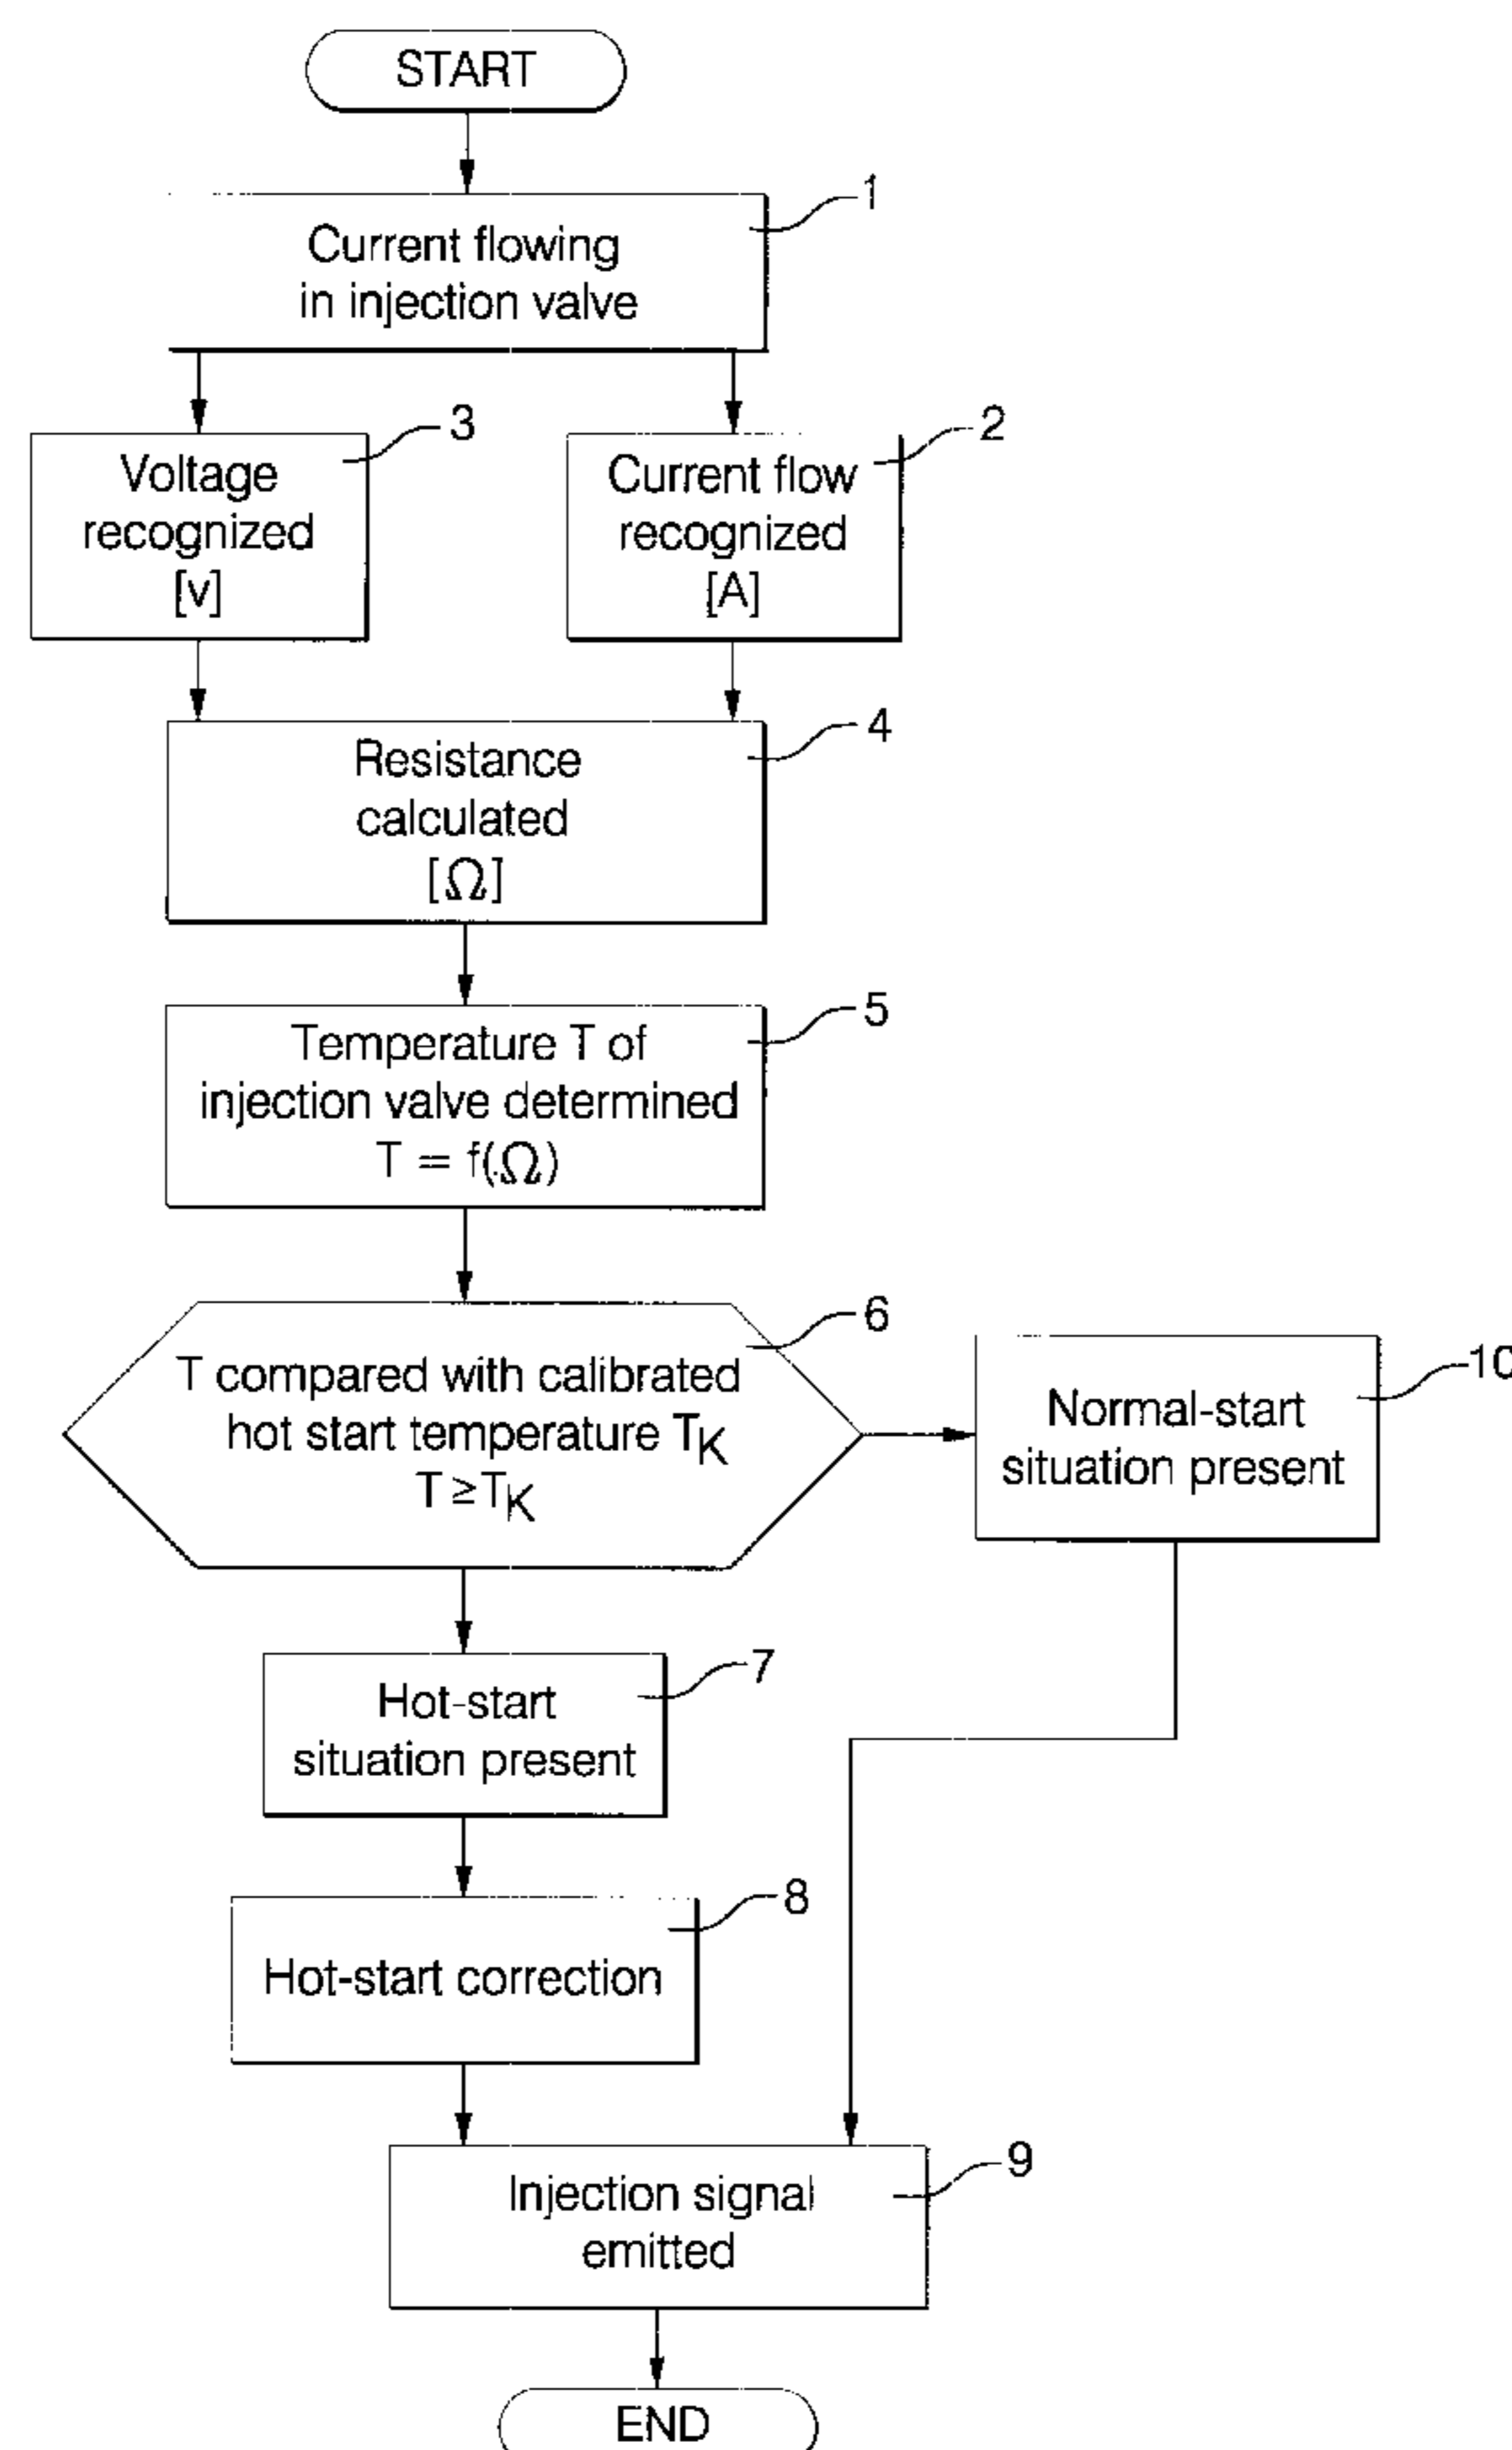 START
1
Current flowing
in injection valve
3
Voltage
recognized
[v]
2
Current flow
recognized
[A]
4
Resistance
calculated
[Ω]
5
Temperature T of
injection valve determined
T = f(Ω)
6
T compared with calibrated
hot start temperature TK
T ≥ TK
10
Normal-start
situation present
7
Hot-start
situation present
8
Hot-start correction
9
Injection signal
emitted
END